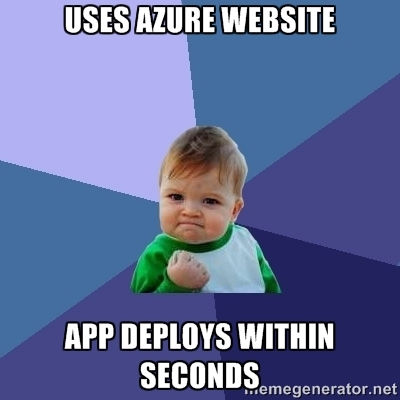 USES AZURE WEBSITE
APP DEPLOYS WITHIN
SECONDS
memegenerator.net